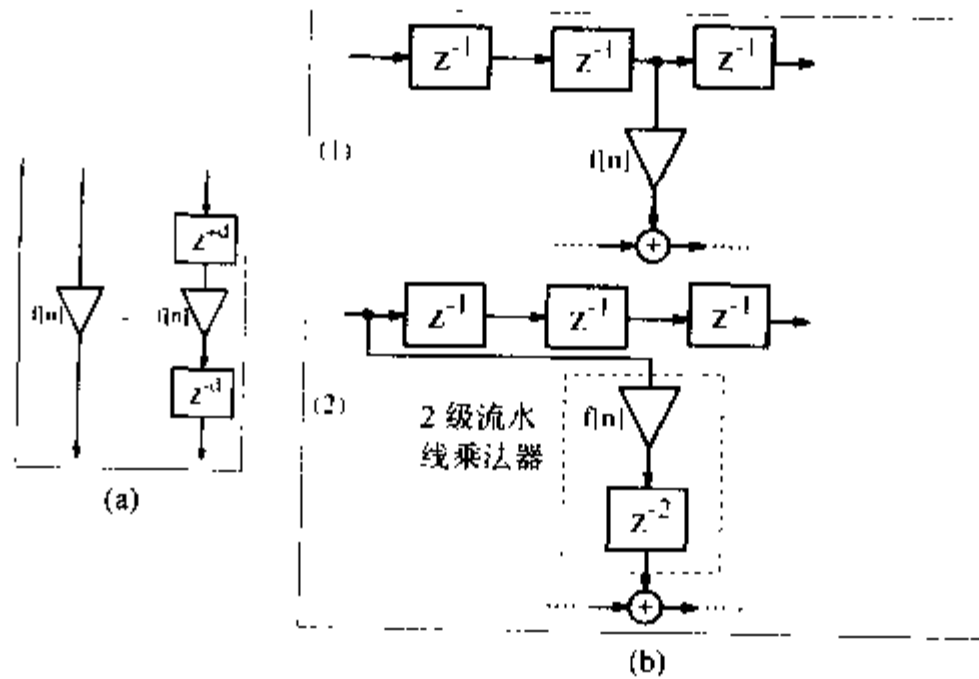 z⁻¹ z⁻¹ z⁻¹
(1)
f[n]
z⁺ᵈ
f[n] f[n]
z⁻ᵈ
(a)
z⁻¹ z⁻¹ z⁻¹
(2)
2 级流水
线乘法器
f[n]
z⁻²
(b)